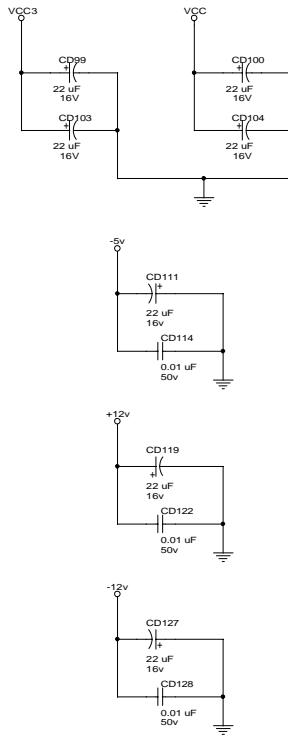 VCC3
VCC
CD99
22 uF
16V
CD103
22 uF
16V
CD100
22 uF
16V
CD104
22 uF
16V
-5v
CD111
22 uF
16v
CD114
0.01 uF
50v
+12v
CD119
22 uF
16v
CD122
0.01 uF
50v
-12v
CD127
22 uF
16v
CD128
0.01 uF
50v